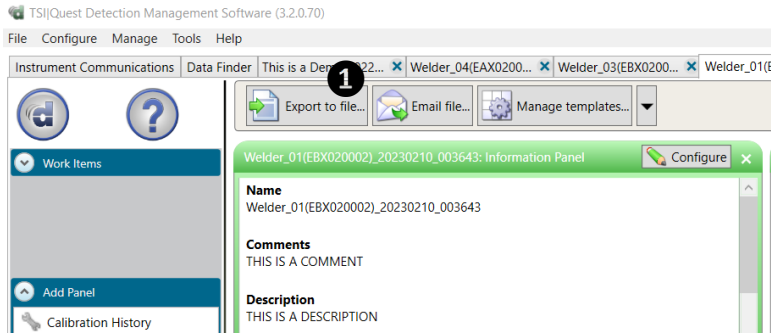 TSI|Quest Detection Management Software (3.2.0.70)
File Configure Manage Tools Help
Instrument Communications Data Finder This is a Dem 022... Welder_04(EAX0200... Welder_03(EBX0200... Welder_01(E
1
Export to file... Email file... Manage templates...
d ?
Work Items
Welder_01(EBX020002)_20230210_003643: Information Panel Configure
Name
Welder_01(EBX020002)_20230210_003643
Comments
THIS IS A COMMENT
Add Panel
Description
Calibration History
THIS IS A DESCRIPTION